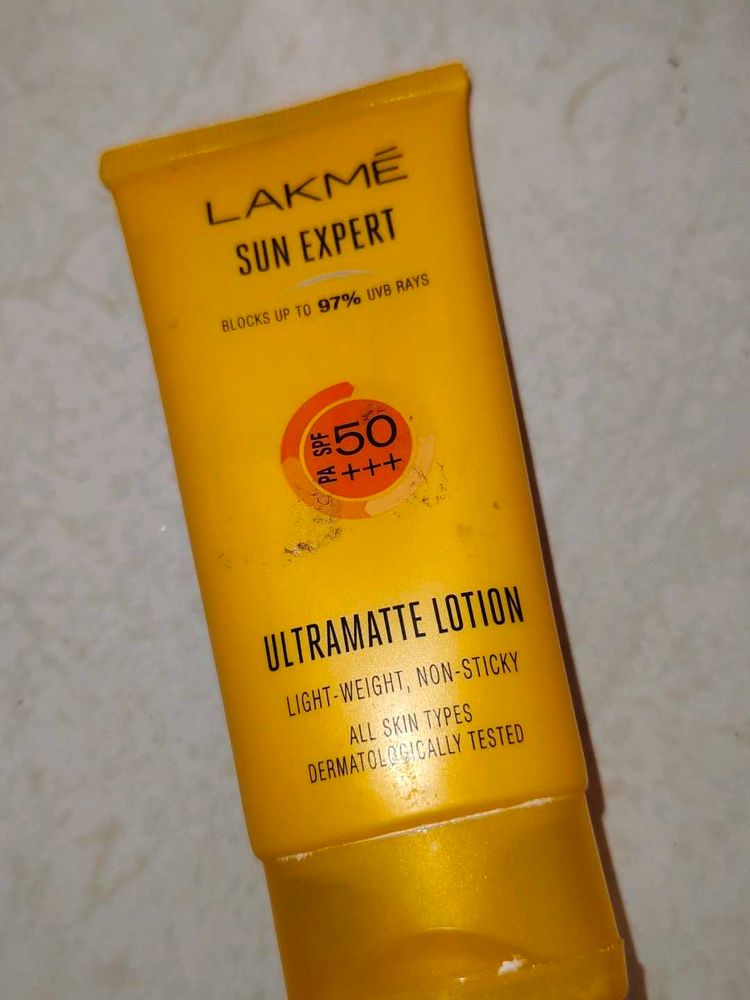 LAKMÉ
SUN EXPERT
BLOCKS UP TO 97% UVB RAYS
SPF 50
PA +++
ULTRAMATTE LOTION
LIGHT-WEIGHT, NON-STICKY
ALL SKIN TYPES
DERMATOLOGICALLY TESTED